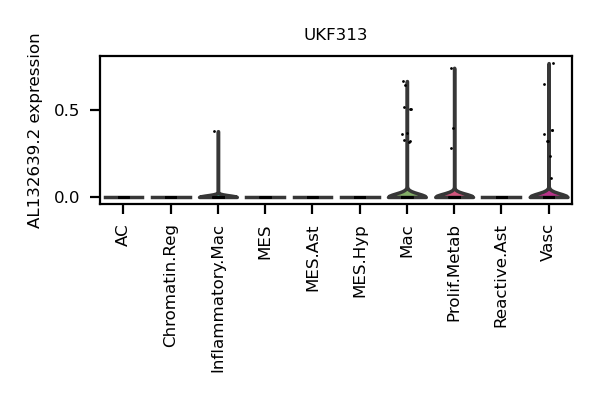 UKF313
AL132639.2 expression
0.5
0.0
AC
Chromatin.Reg
Inflammatory.Mac
MES
MES.Ast
MES.Hyp
Mac
Prolif.Metab
Reactive.Ast
Vasc